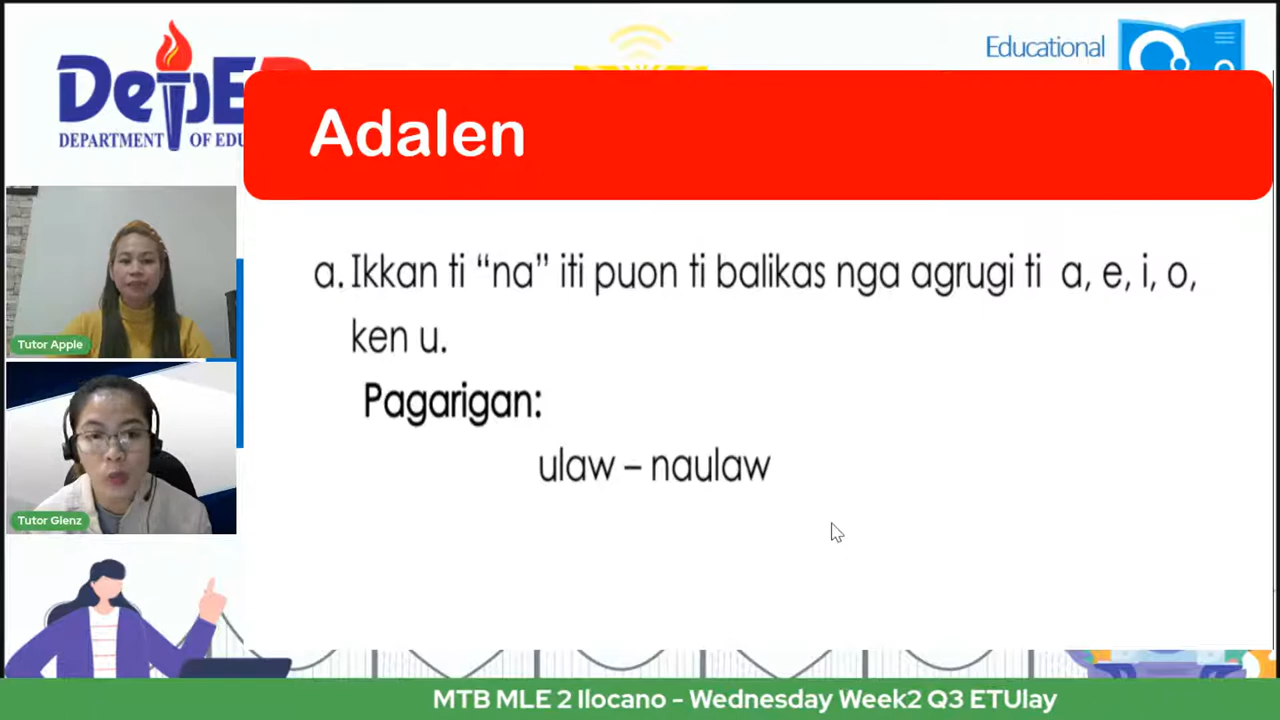 DepE
DEPARTMENT OF EDU
Educational
Adalen
a. Ikkan ti “na” iti puon ti balikas nga agrugi ti a, e, i, o,
ken u.
Pagarigan:
ulaw – naulaw
Tutor Apple
Tutor Glenz
MTB MLE 2 Ilocano - Wednesday Week2 Q3 ETUlay